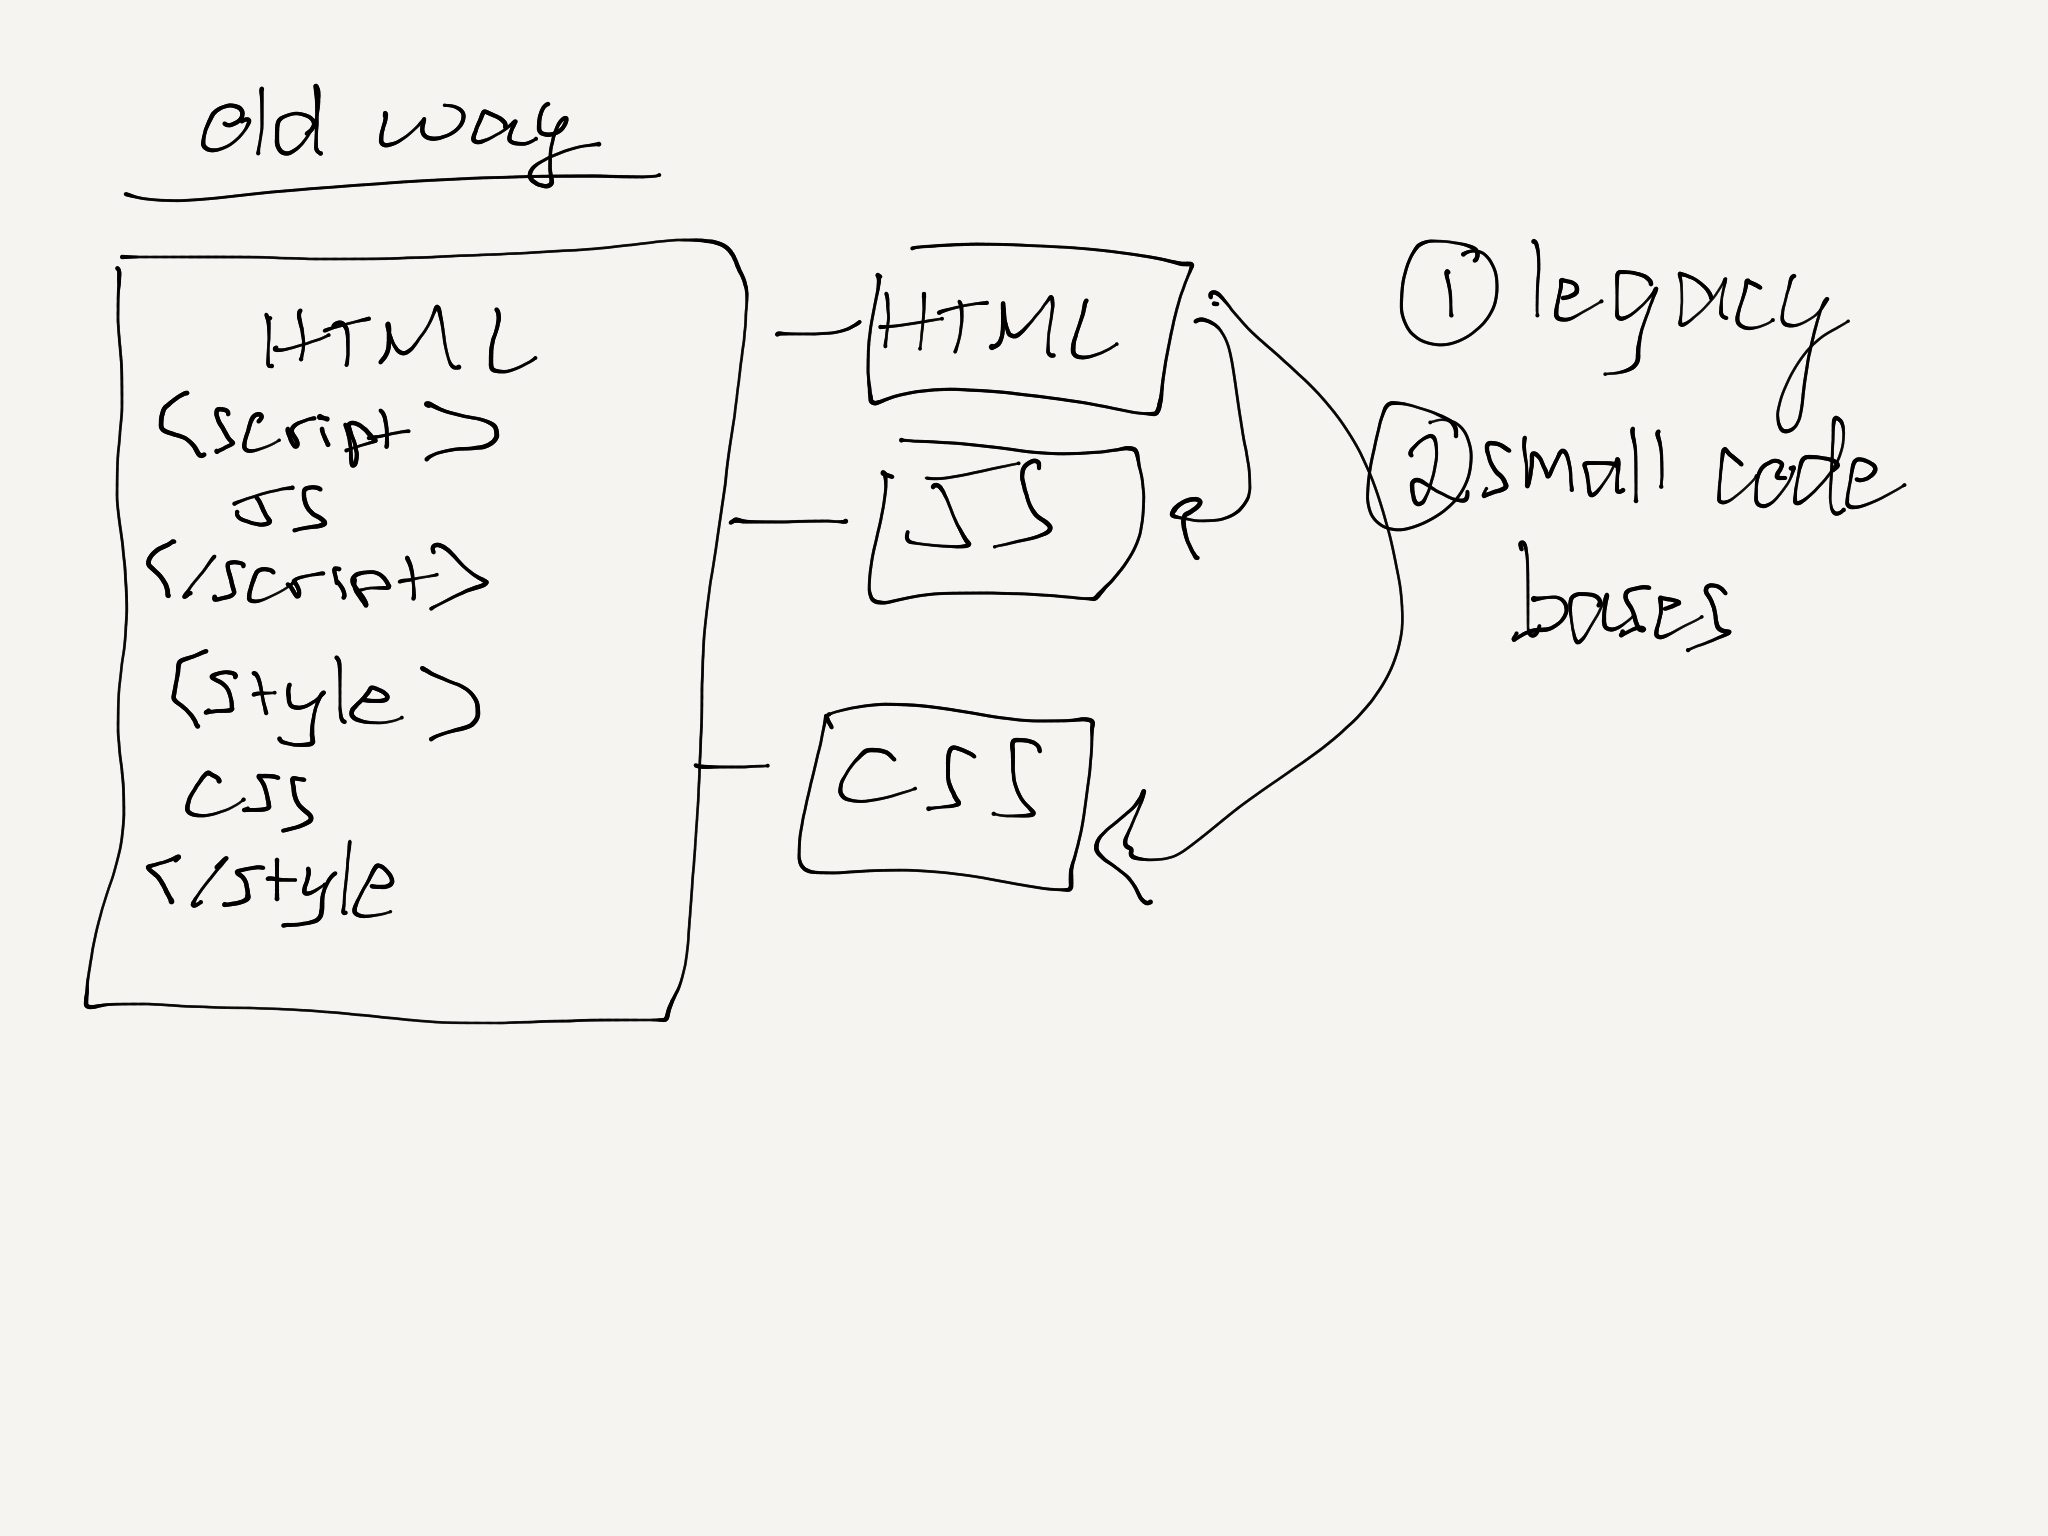 old way
HTML
<script>
JS
</script>
<style>
CSS
</style
HTML
JS
CSS
① legacy
② small code
bases